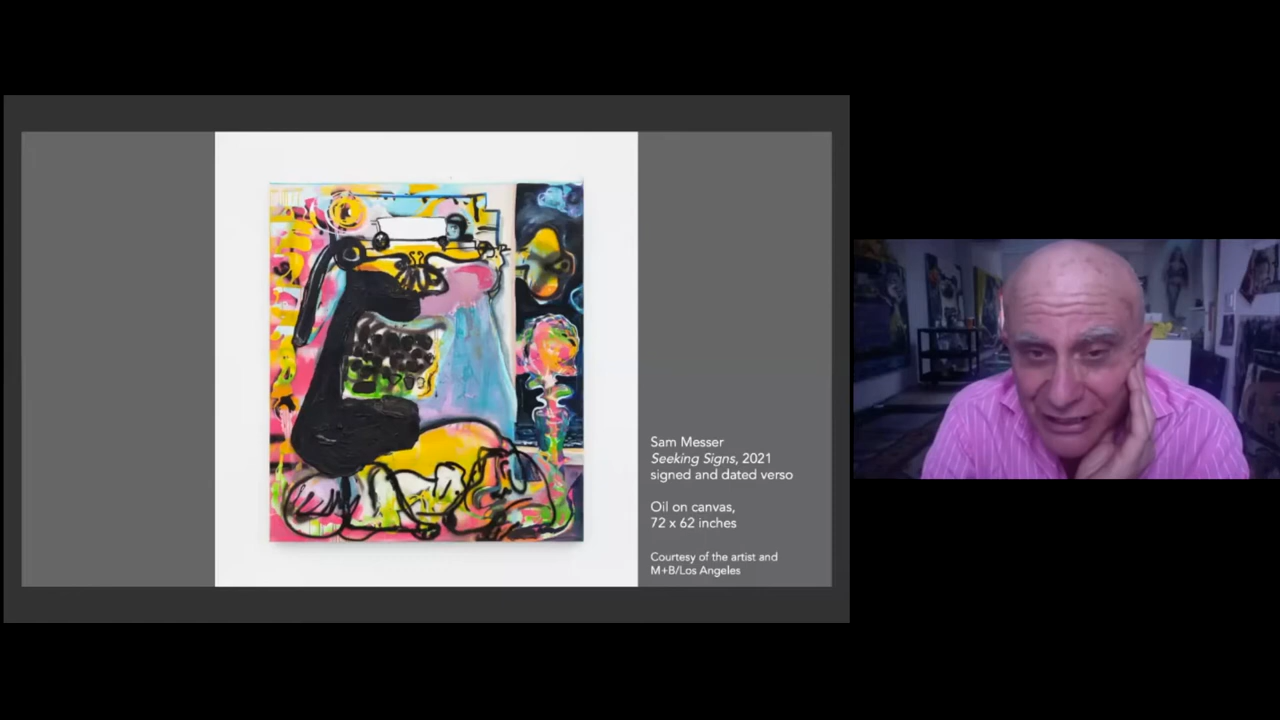 Sam Messer
Seeking Signs, 2021
signed and dated verso
Oil on canvas,
72 x 62 inches
Courtesy of the artist and
M+B/Los Angeles